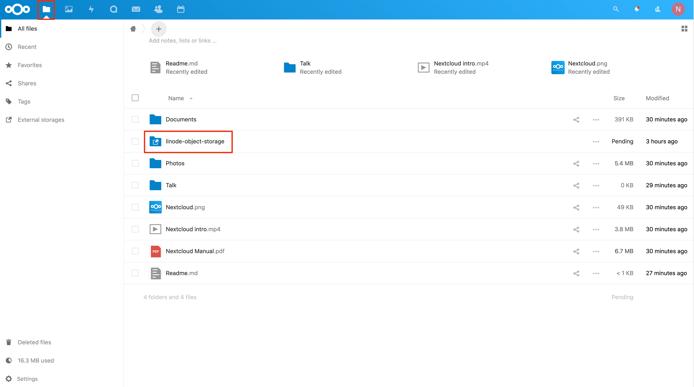 N
All files
Recent
Favorites
Shares
Tags
External storages
Deleted files
16.3 MB used
Settings
Add notes, lists or links ...
Readme.md
Recently edited
Talk
Recently edited
Nextcloud intro.mp4
Recently edited
Nextcloud.png
Recently edited
Name Size Modified
Documents 391 KB 30 minutes ago
linode-object-storage Pending 3 hours ago
Photos 5.4 MB 30 minutes ago
Talk 0 KB 29 minutes ago
Nextcloud.png 49 KB 30 minutes ago
Nextcloud intro.mp4 3.8 MB 30 minutes ago
PDF Nextcloud Manual.pdf 6.7 MB 30 minutes ago
Readme.md < 1 KB 27 minutes ago
4 folders and 4 files Pending